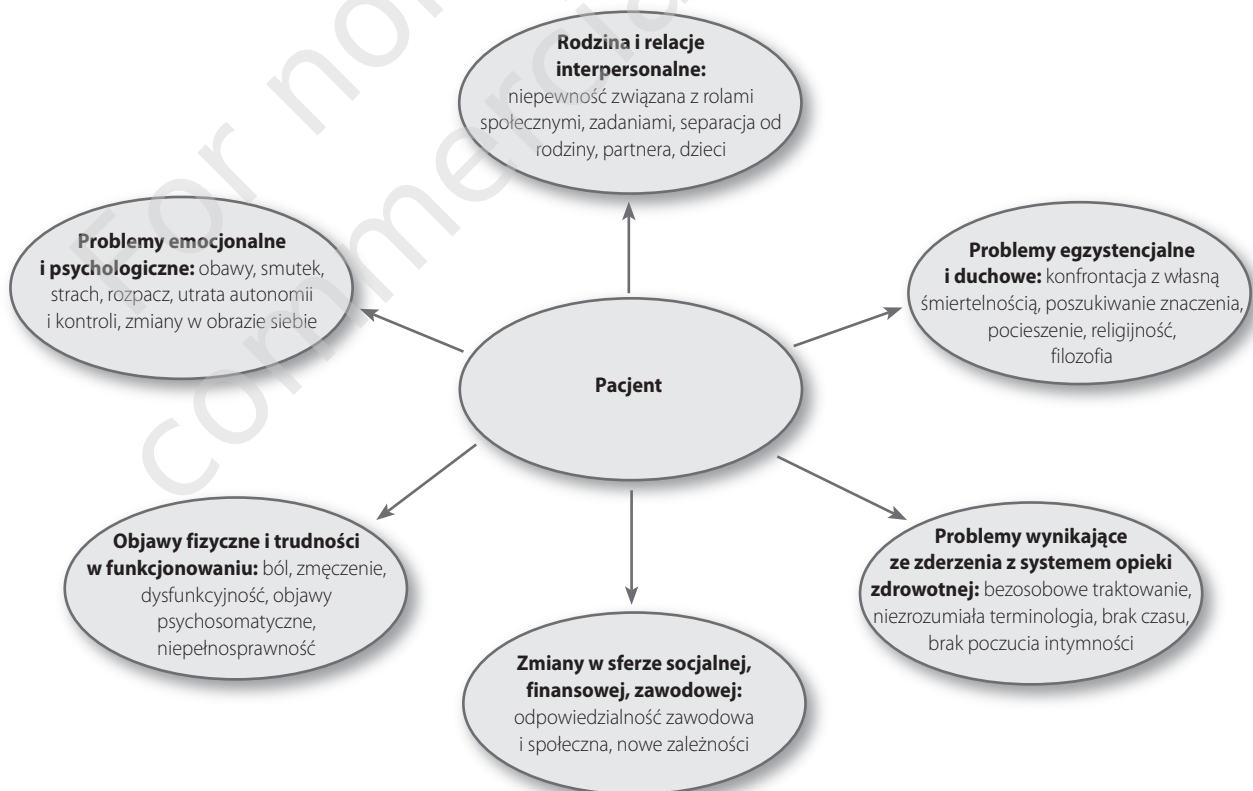 Rodzina i relacje
interpersonalne:
niepewność związana z rolami
społecznymi, zadaniami, separacja od
rodziny, partnera, dzieci
Problemy emocjonalne
i psychologiczne: obawy, smutek,
strach, rozpacz, utrata autonomii
i kontroli, zmiany w obrazie siebie
Problemy egzystencjalne
i duchowe: konfrontacja z własną
śmiertelnością, poszukiwanie znaczenia,
pocieszenie, religijność,
filozofia
Pacjent
Objawy fizyczne i trudności
w funkcjonowaniu: ból, zmęczenie,
dysfunkcyjność, objawy
psychosomatyczne,
niepełnosprawność
Problemy wynikające
ze zderzenia z systemem opieki
zdrowotnej: bezosobowe traktowanie,
niezrozumiała terminologia, brak czasu,
brak poczucia intymności
Zmiany w sferze socjalnej,
finansowej, zawodowej:
odpowiedzialność zawodowa
i społeczna, nowe zależności
For